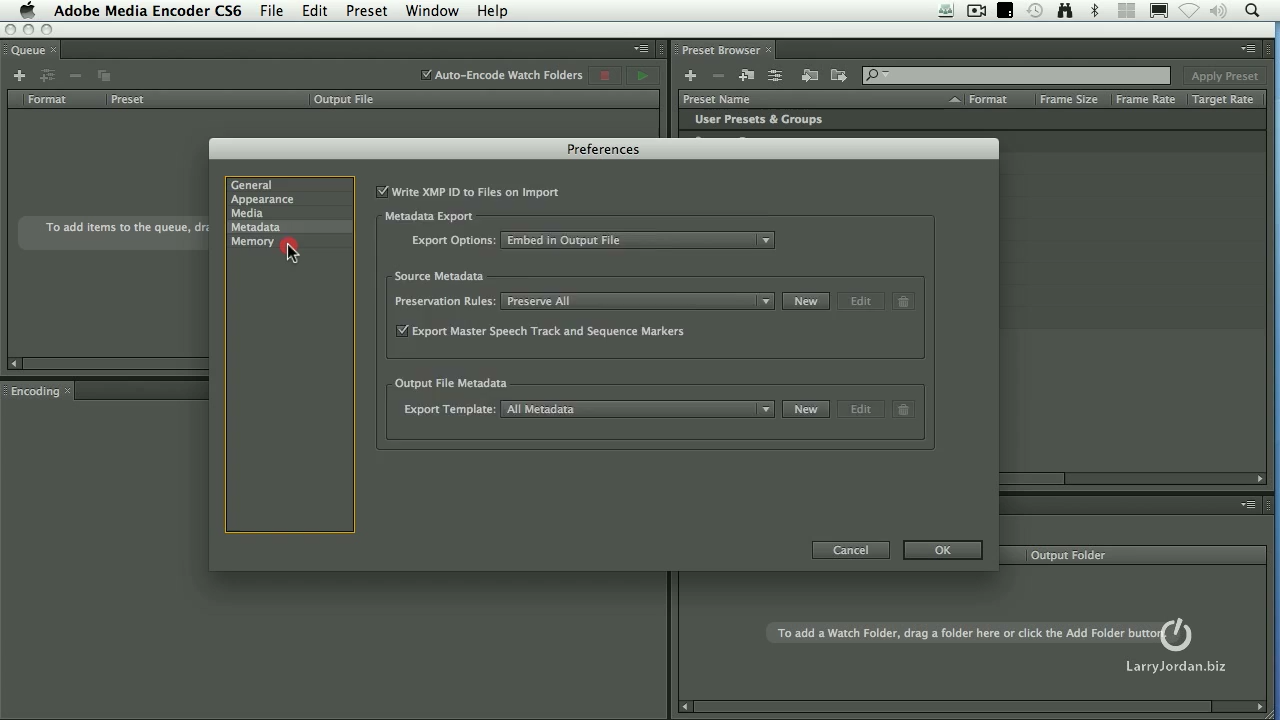 Adobe Media Encoder CS6 File Edit Preset Window Help
Queue
Preset Browser
Auto-Encode Watch Folders
Apply Preset
Format Preset Output File
Preset Name Format Frame Size Frame Rate Target Rate
User Presets & Groups
Preferences
General
Appearance
Media
Metadata
Memory
To add items to the queue, dra
Write XMP ID to Files on Import
Metadata Export
Export Options: Embed in Output File
Source Metadata
Preservation Rules: Preserve All New Edit
Export Master Speech Track and Sequence Markers
Output File Metadata
Export Template: All Metadata New Edit
Cancel OK
Encoding
Output Folder
To add a Watch Folder, drag a folder here or click the Add Folder button.
LarryJordan.biz